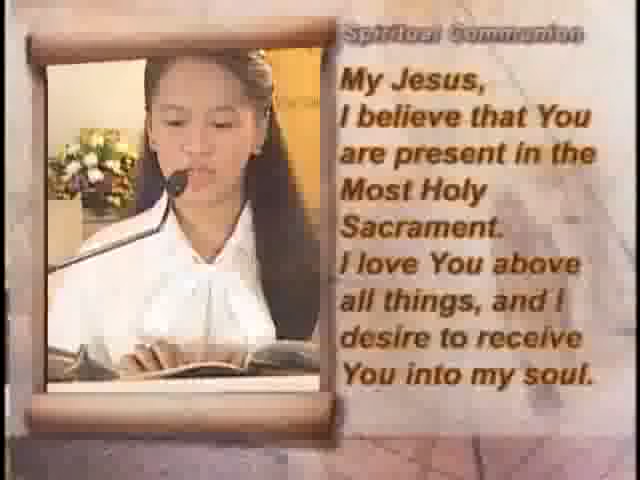 Spiritual Communion
My Jesus,
I believe that You
are present in the
Most Holy
Sacrament.
I love You above
all things, and I
desire to receive
You into my soul.